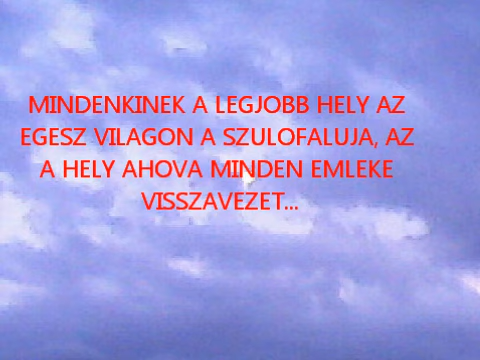 MINDENKINEK A LEGJOBB HELY AZ
EGESZ VILAGON A SZULOFALUJA, AZ
A HELY AHOVA MINDEN EMLEKE
VISSZAVEZET...